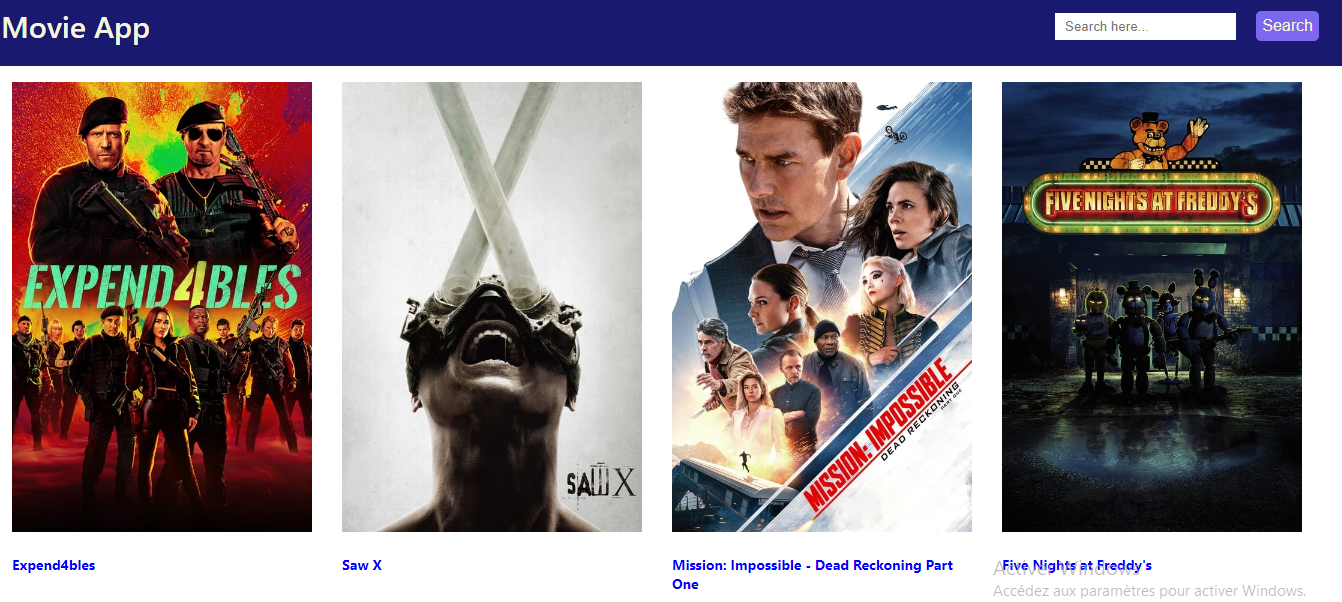 Movie App
Search here...
Search
EXPEND4BLES
SAW X
MISSION: IMPOSSIBLE
DEAD RECKONING
PART ONE
FIVE NIGHTS AT FREDDY'S
Expend4bles
Saw X
Mission: Impossible - Dead Reckoning Part
One
Five Nights at Freddy's
Activer Windows
Accédez aux paramètres pour activer Windows.